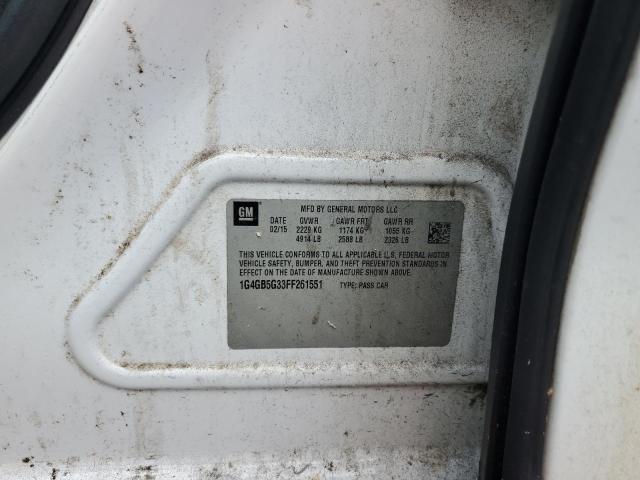 GM MFD BY GENERAL MOTORS LLC
DATE GVWR GAWR FRT GAWR RR
02/15 2229 KG 1174 KG 1055 KG
4914 LB 2588 LB 2326 LB
THIS VEHICLE CONFORMS TO ALL APPLICABLE U.S. FEDERAL MOTOR
VEHICLE SAFETY, BUMPER, AND THEFT PREVENTION STANDARDS IN
EFFECT ON THE DATE OF MANUFACTURE SHOWN ABOVE.
1G4GB5G33FF261551 TYPE: PASS CAR